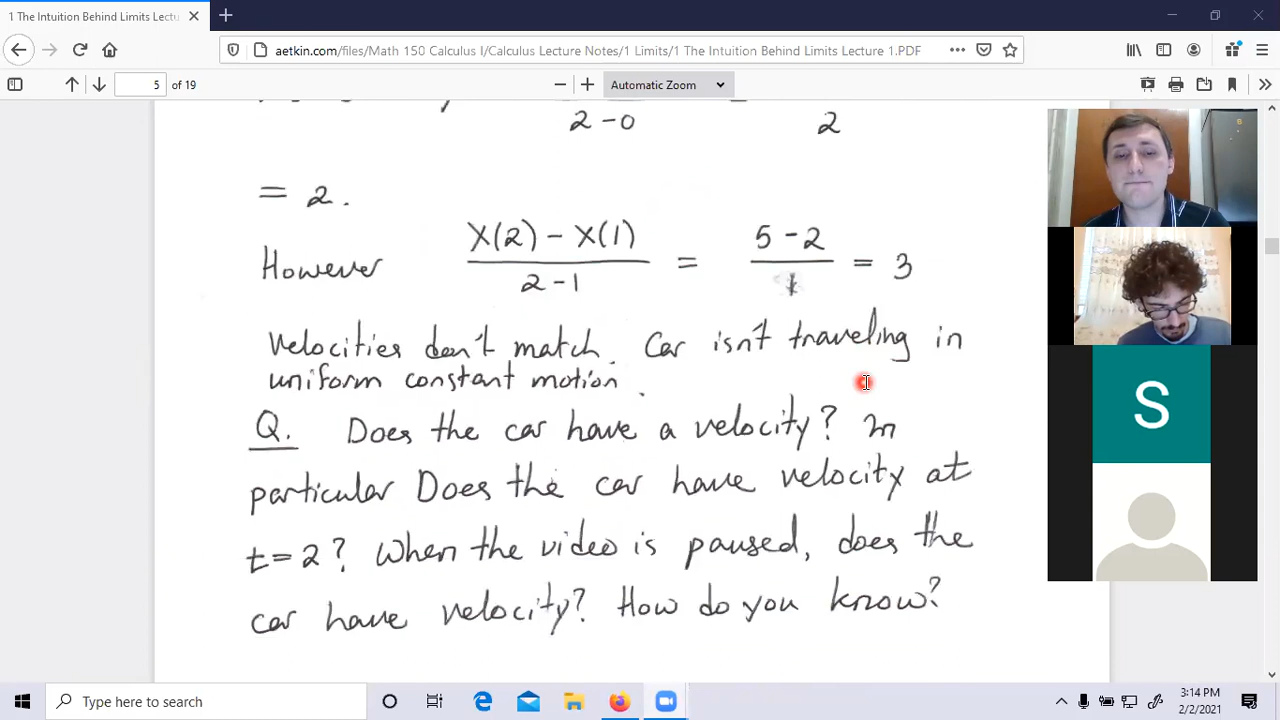 1 The Intuition Behind Limits Lectu
aetkin.com/files/Math 150 Calculus I/Calculus Lecture Notes/1 Limits/1 The Intuition Behind Limits Lecture 1.PDF
5 of 19
Automatic Zoom
2 - 0
2
= 2.
However X(2) - X(1) / 2 - 1 = 5 - 2 / 1 = 3
Velocities don't match. Car isn't traveling in
uniform constant motion.
Q. Does the car have a velocity? In
particular Does the car have velocity at
t = 2? When the video is paused, does the
car have velocity? How do you know?
S
Type here to search
3:14 PM
2/2/2021